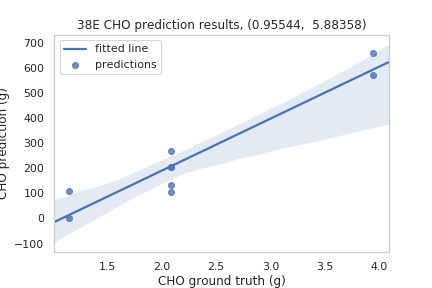 38E CHO prediction results, (0.95544,  5.88358)
fitted line
predictions
CHO prediction (g)
700
600
500
400
300
200
100
0
−100
1.5 2.0 2.5 3.0 3.5 4.0
CHO ground truth (g)